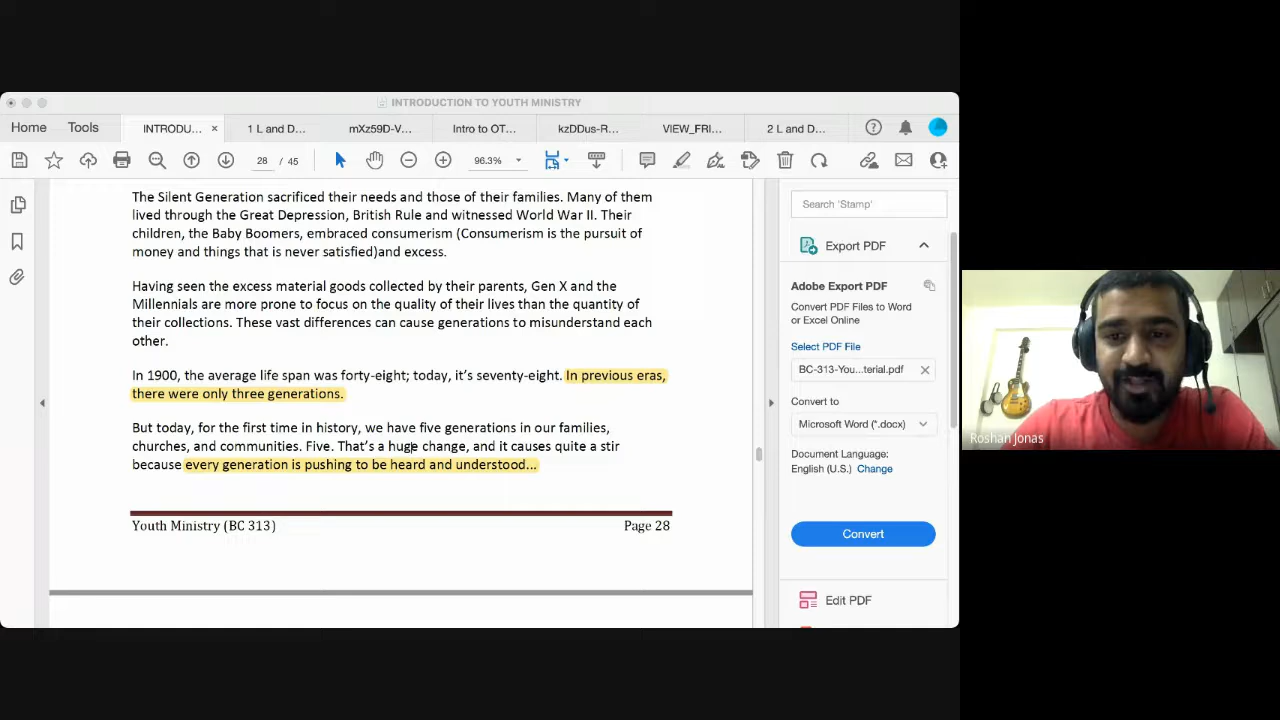 INTRODUCTION TO YOUTH MINISTRY
Home
Tools
INTRODU...
1 L and D...
mXz59D-V...
Intro to OT...
kzDDus-R...
VIEW_FRI...
2 L and D...
28 / 45
96.3%
The Silent Generation sacrificed their needs and those of their families. Many of them
lived through the Great Depression, British Rule and witnessed World War II. Their
children, the Baby Boomers, embraced consumerism (Consumerism is the pursuit of
money and things that is never satisfied)and excess.
Having seen the excess material goods collected by their parents, Gen X and the
Millennials are more prone to focus on the quality of their lives than the quantity of
their collections. These vast differences can cause generations to misunderstand each
other.
In 1900, the average life span was forty-eight; today, it's seventy-eight. In previous eras,
there were only three generations.
But today, for the first time in history, we have five generations in our families,
churches, and communities. Five. That's a huge change, and it causes quite a stir
because every generation is pushing to be heard and understood...
Youth Ministry (BC 313)
Page 28
Search 'Stamp'
Export PDF
Adobe Export PDF
Convert PDF Files to Word
or Excel Online
Select PDF File
BC-313-You...terial.pdf
Convert to
Microsoft Word (*.docx)
Document Language:
English (U.S.) Change
Convert
Edit PDF
Roshan Jonas